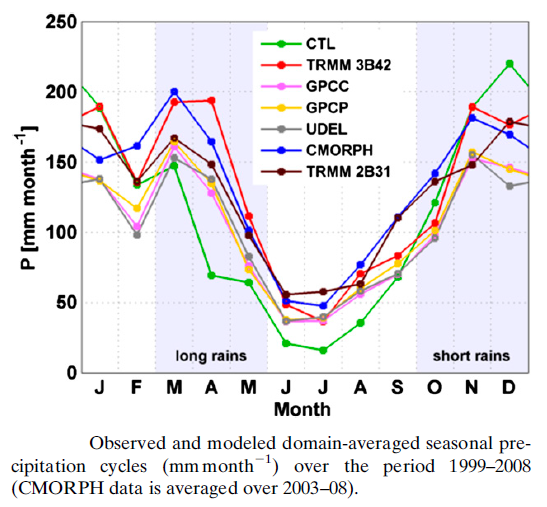 250
200
150
100
50
0
P [mm month⁻¹]
CTL
TRMM 3B42
GPCC
GPCP
UDEL
CMORPH
TRMM 2B31
long rains
short rains
J F M A M J J A S O N D
Month
Observed and modeled domain-averaged seasonal pre-
cipitation cycles (mm month⁻¹) over the period 1999–2008
(CMORPH data is averaged over 2003–08).